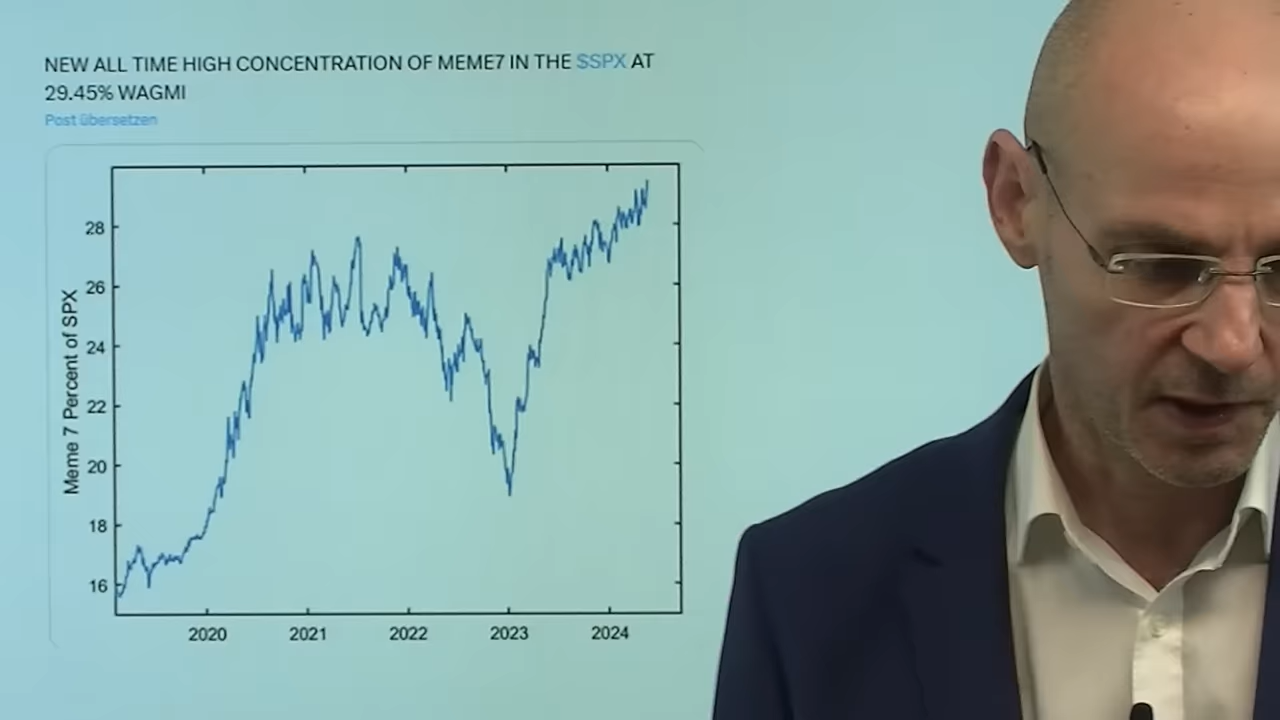 NEW ALL TIME HIGH CONCENTRATION OF MEME7 IN THE $SPX AT
29.45% WAGMI
Post übersetzen
28
26
24
22
20
18
16
Meme 7 Percent of SPX
2020 2021 2022 2023 2024